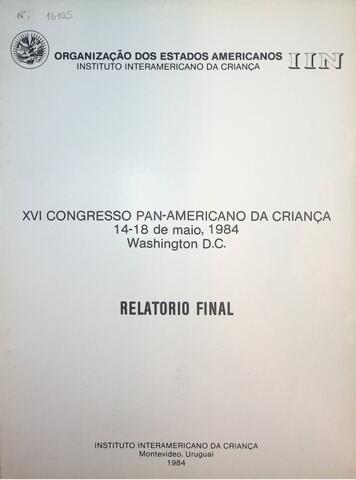 Nº, 16105
ORGANIZAÇÃO DOS ESTADOS AMERICANOS
INSTITUTO INTERAMERICANO DA CRIANÇA
IIN
XVI CONGRESSO PAN-AMERICANO DA CRIANÇA
14-18 de maio, 1984
Washington D.C.
RELATORIO FINAL
INSTITUTO INTERAMERICANO DA CRIANÇA
Montevideo, Uruguai
1984